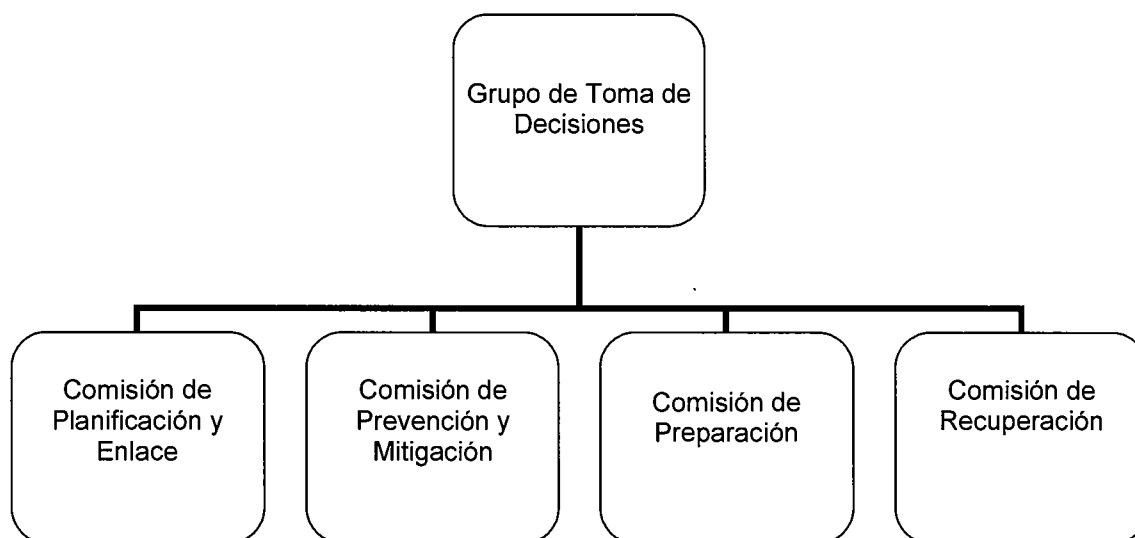 Grupo de Toma de
Decisiones
Comisión de
Planificación y
Enlace
Comisión de
Prevención y
Mitigación
Comisión de
Preparación
Comisión de
Recuperación